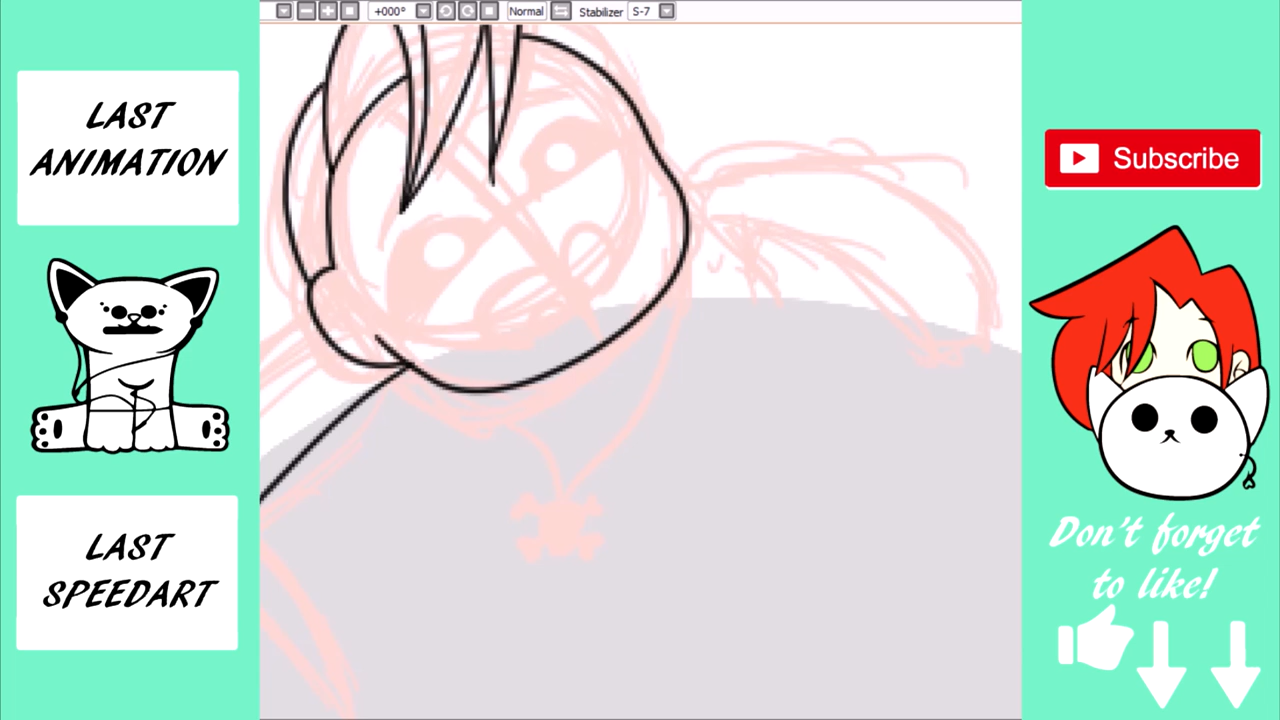 +000° Normal Stabilizer S-7
LAST
ANIMATION
LAST
SPEEDART
Subscribe
Don't forget
to like!